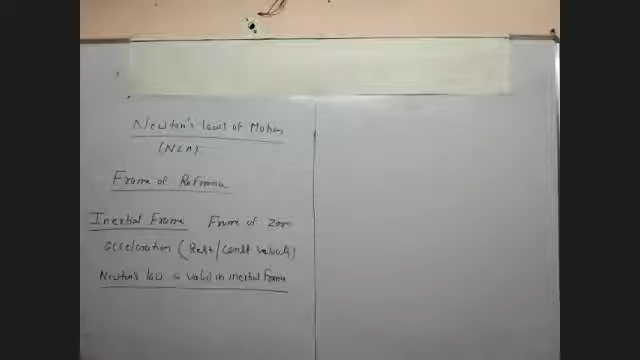 Newton's laws of Motion
(NLM)
Frame of Reference
Inertial Frame Frame of Zero
acceleration (Rest/const velocity)
Newton's law is valid in inertial Frame